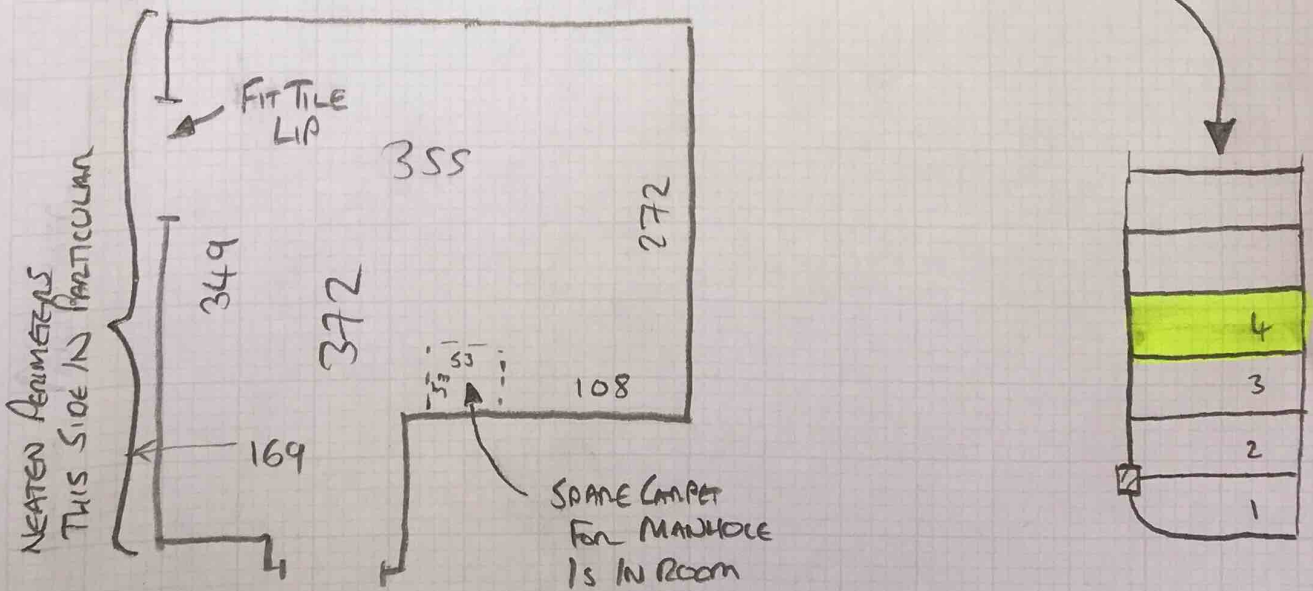 FIT TILE
LIP
355
272
349
372
53
53
108
169
NEATEN PERIMETERS
THIS SIDE IN PARTICULAR
SPARE CARPET
FOR MANHOLE
IS IN ROOM
4
3
2
1